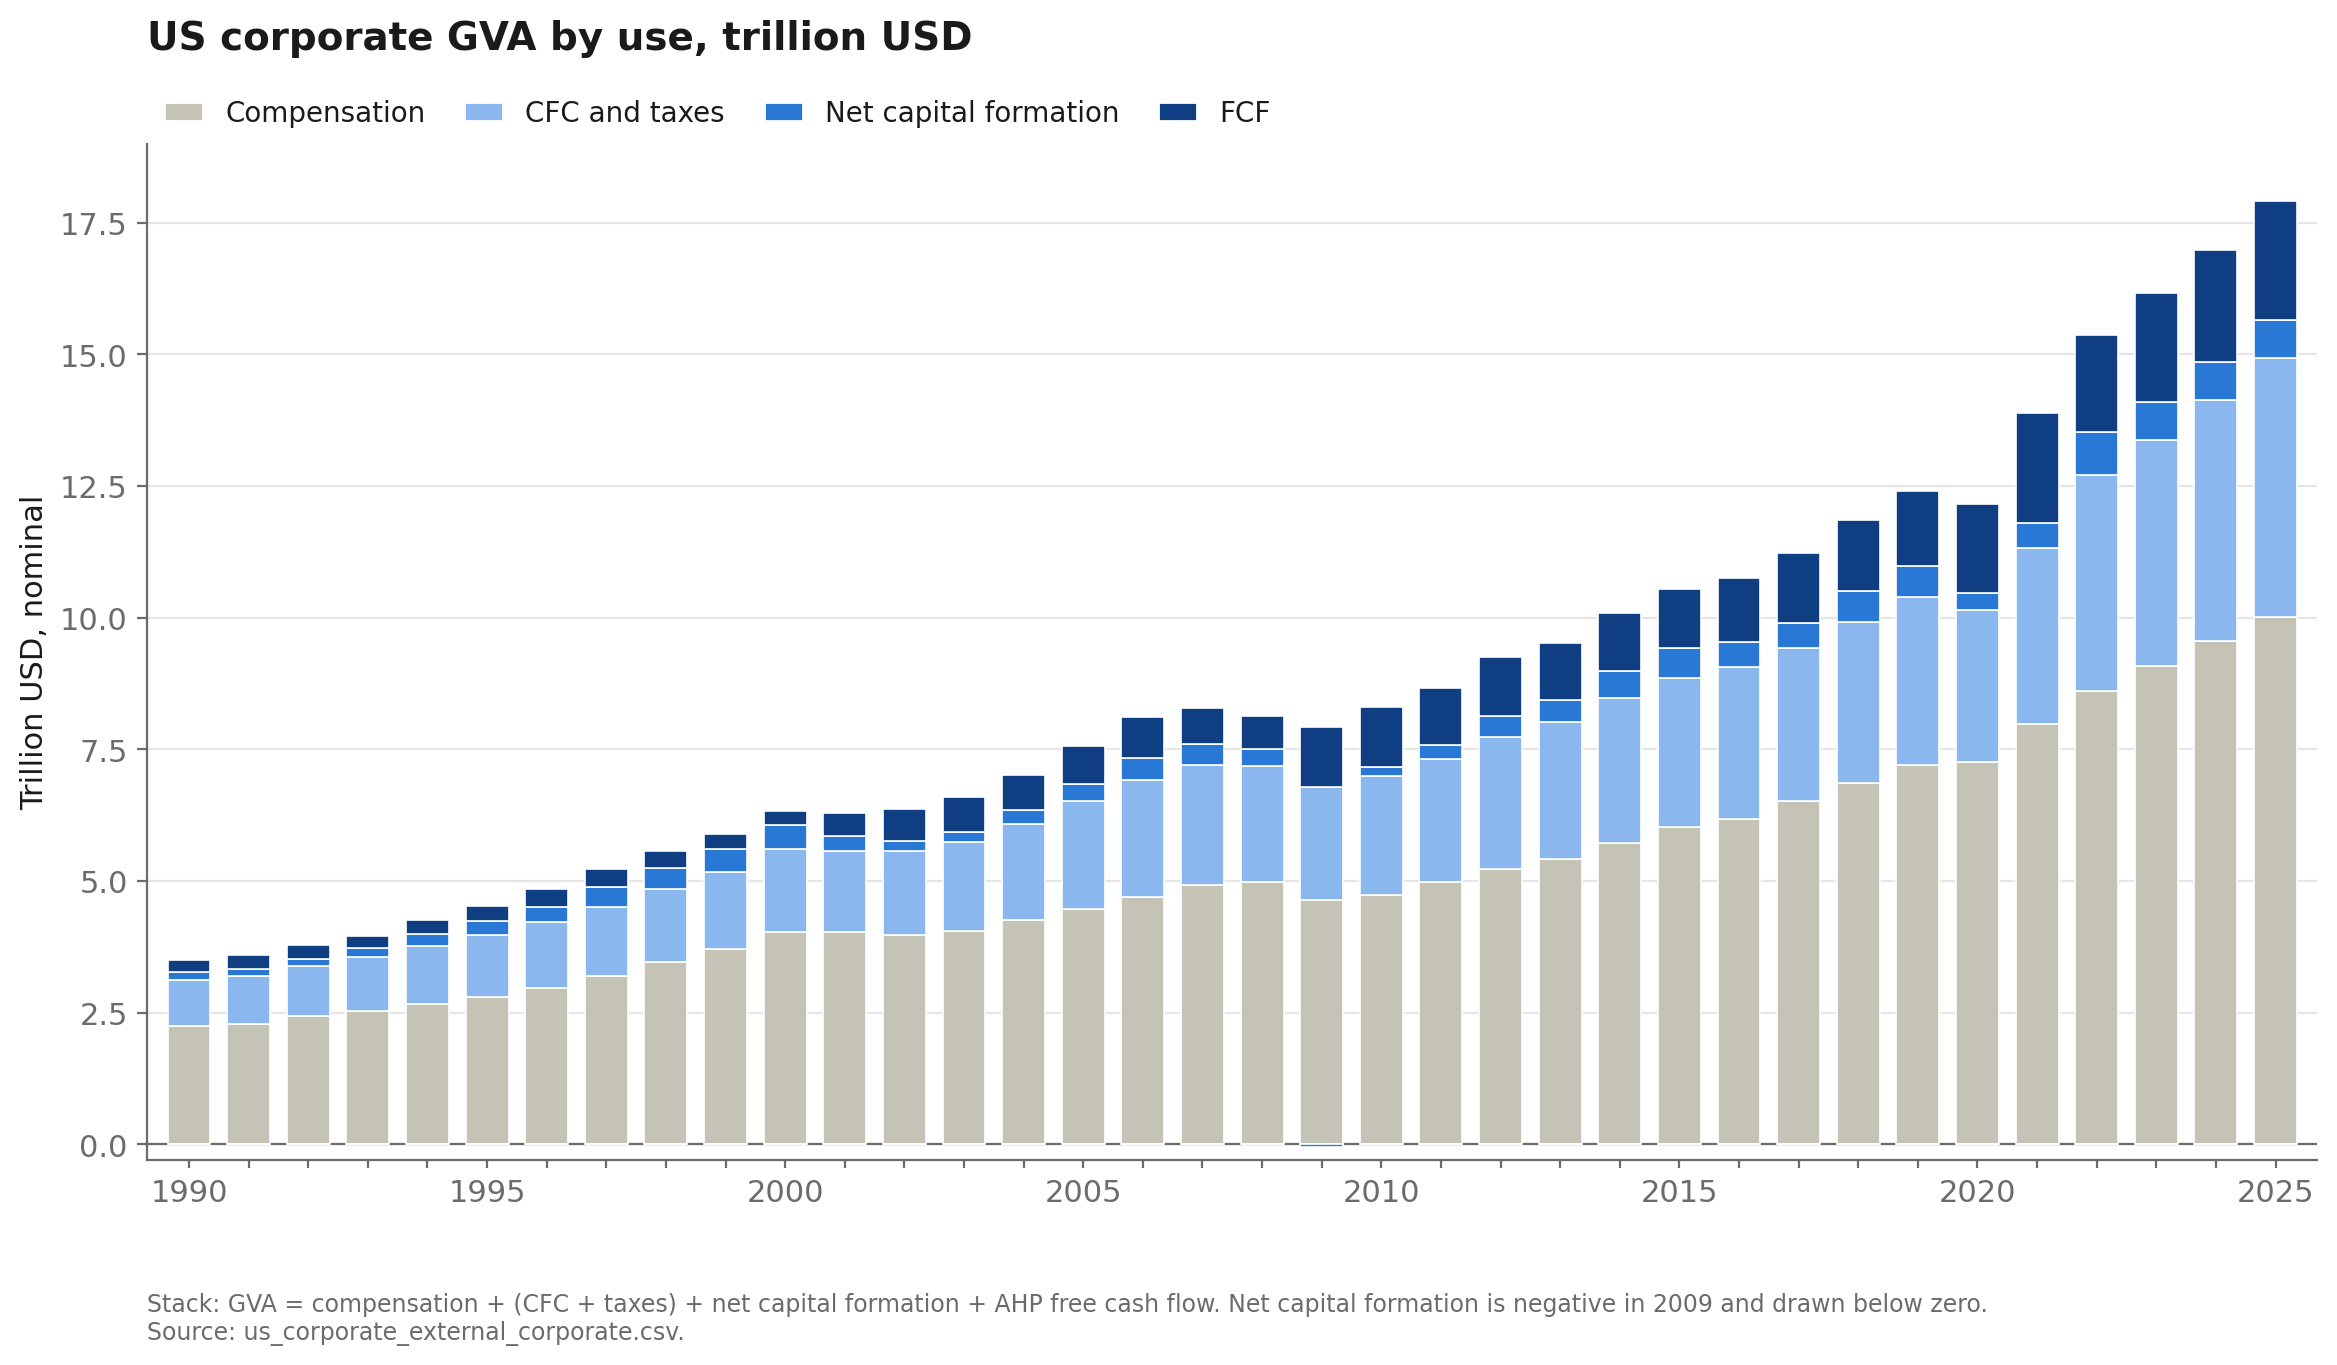 US corporate GVA by use, trillion USD
Compensation
CFC and taxes
Net capital formation
FCF
Trillion USD, nominal
17.5
15.0
12.5
10.0
7.5
5.0
2.5
0.0
1990
1995
2000
2005
2010
2015
2020
2025
Stack: GVA = compensation + (CFC + taxes) + net capital formation + AHP free cash flow. Net capital formation is negative in 2009 and drawn below zero.
Source: us_corporate_external_corporate.csv.